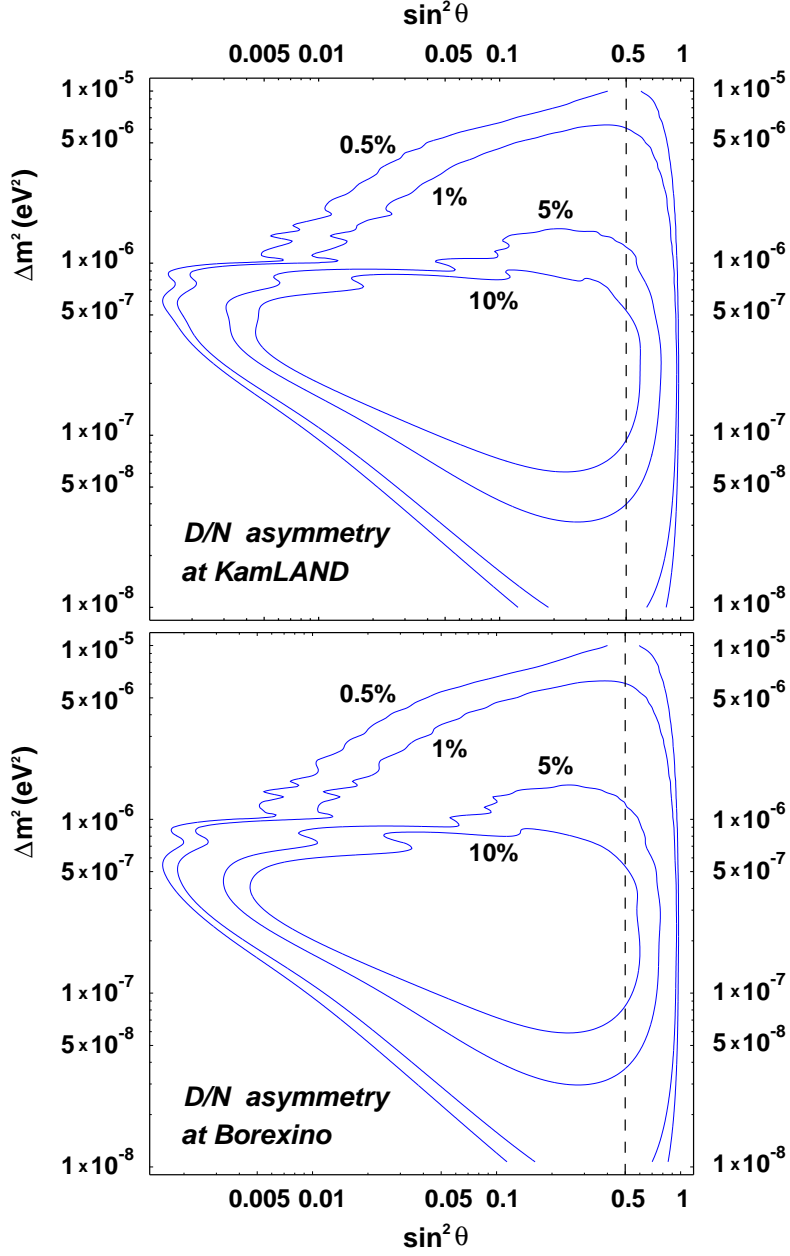 sin² θ
0.005 0.01 0.05 0.1 0.5 1
1×10⁻⁵ 1×10⁻⁵
5×10⁻⁶ 5×10⁻⁶
0.5%
1%
5%
Δm² (eV²)
1×10⁻⁶ 1×10⁻⁶
5×10⁻⁷ 10% 5×10⁻⁷
1×10⁻⁷ 1×10⁻⁷
5×10⁻⁸ 5×10⁻⁸
D/N asymmetry
at KamLAND
1×10⁻⁸ 1×10⁻⁸
1×10⁻⁵ 1×10⁻⁵
5×10⁻⁶ 0.5% 5×10⁻⁶
1%
5%
Δm² (eV²)
1×10⁻⁶ 1×10⁻⁶
10%
5×10⁻⁷ 5×10⁻⁷
1×10⁻⁷ 1×10⁻⁷
5×10⁻⁸ 5×10⁻⁸
D/N asymmetry
at Borexino
1×10⁻⁸ 1×10⁻⁸
0.005 0.01 0.05 0.1 0.5 1
sin² θ